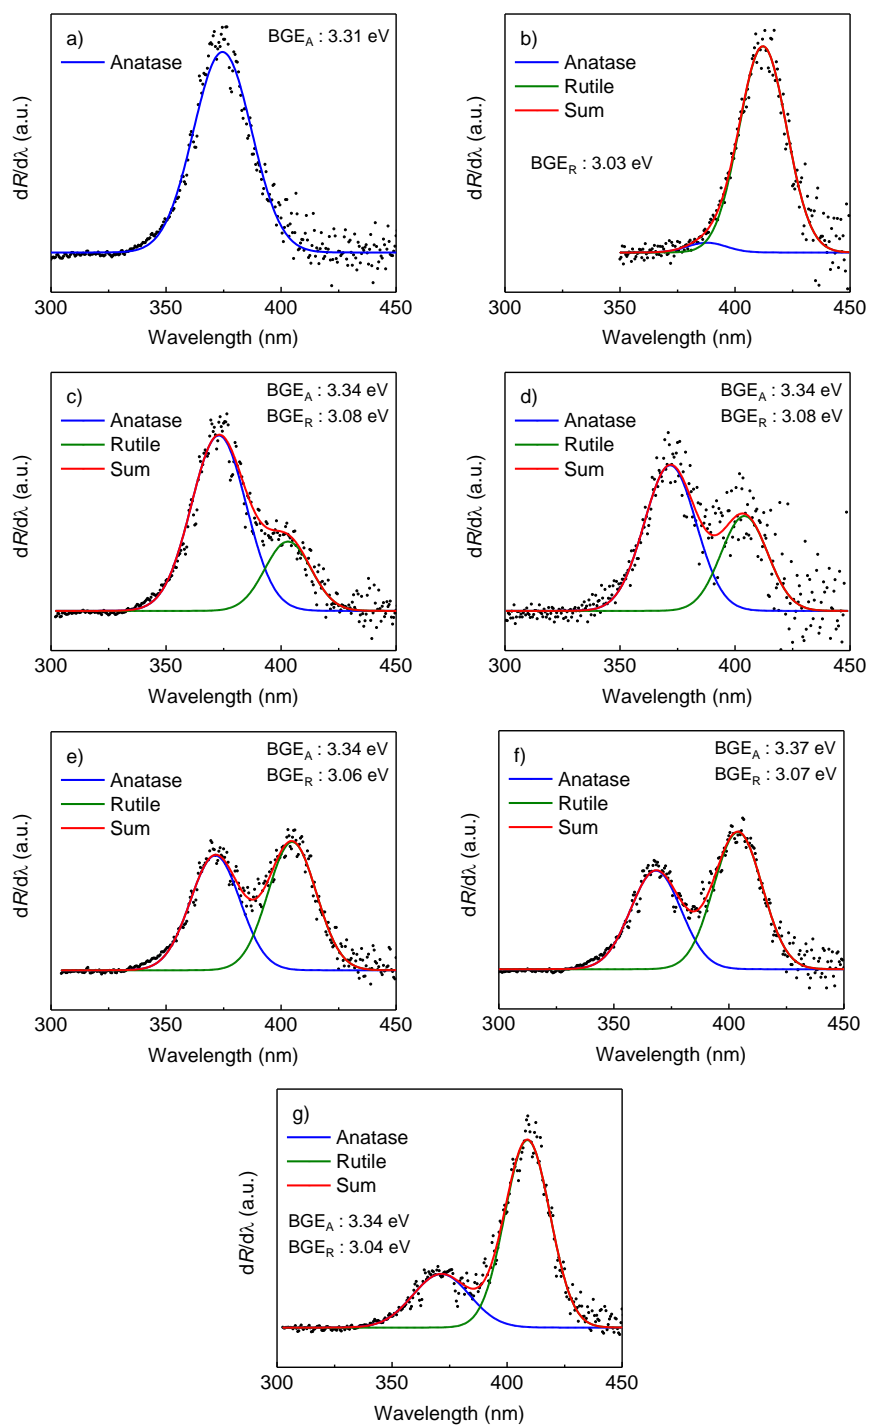 a)
BGE_A : 3.31 eV
Anatase
dR/dλ (a.u.)
300 350 400 450
Wavelength (nm)
b)
Anatase
Rutile
Sum
BGE_R : 3.03 eV
dR/dλ (a.u.)
300 350 400 450
Wavelength (nm)
c)
BGE_A : 3.34 eV
BGE_R : 3.08 eV
Anatase
Rutile
Sum
dR/dλ (a.u.)
300 350 400 450
Wavelength (nm)
d)
BGE_A : 3.34 eV
BGE_R : 3.08 eV
Anatase
Rutile
Sum
dR/dλ (a.u.)
300 350 400 450
Wavelength (nm)
e)
BGE_A : 3.34 eV
BGE_R : 3.06 eV
Anatase
Rutile
Sum
dR/dλ (a.u.)
300 350 400 450
Wavelength (nm)
f)
BGE_A : 3.37 eV
BGE_R : 3.07 eV
Anatase
Rutile
Sum
dR/dλ (a.u.)
300 350 400 450
Wavelength (nm)
g)
Anatase
Rutile
Sum
BGE_A : 3.34 eV
BGE_R : 3.04 eV
dR/dλ (a.u.)
300 350 400 450
Wavelength (nm)